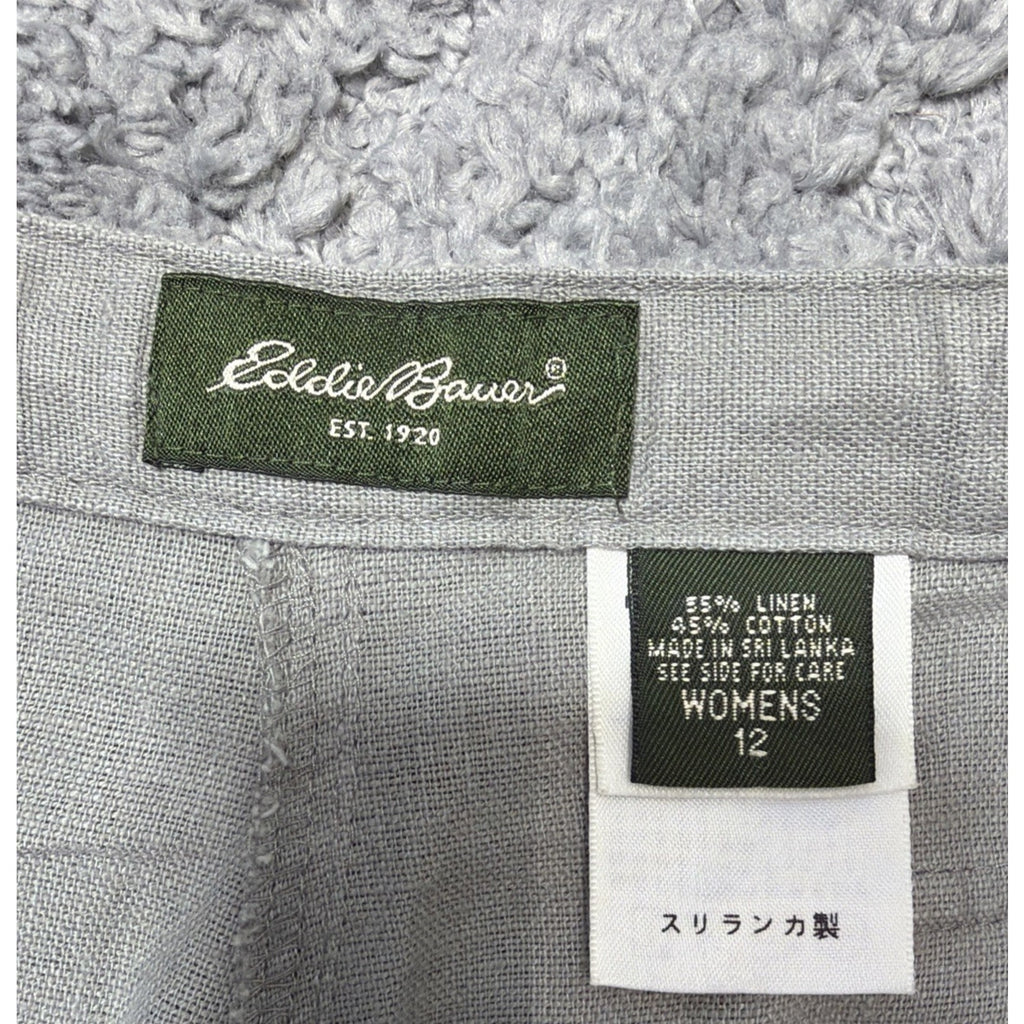 Eddie Bauer®
EST. 1920
55% LINEN
45% COTTON
MADE IN SRI LANKA
SEE SIDE FOR CARE
WOMENS
12
スリランカ製